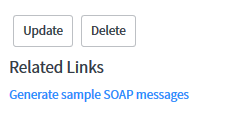 Update Delete
Related Links
Generate sample SOAP messages